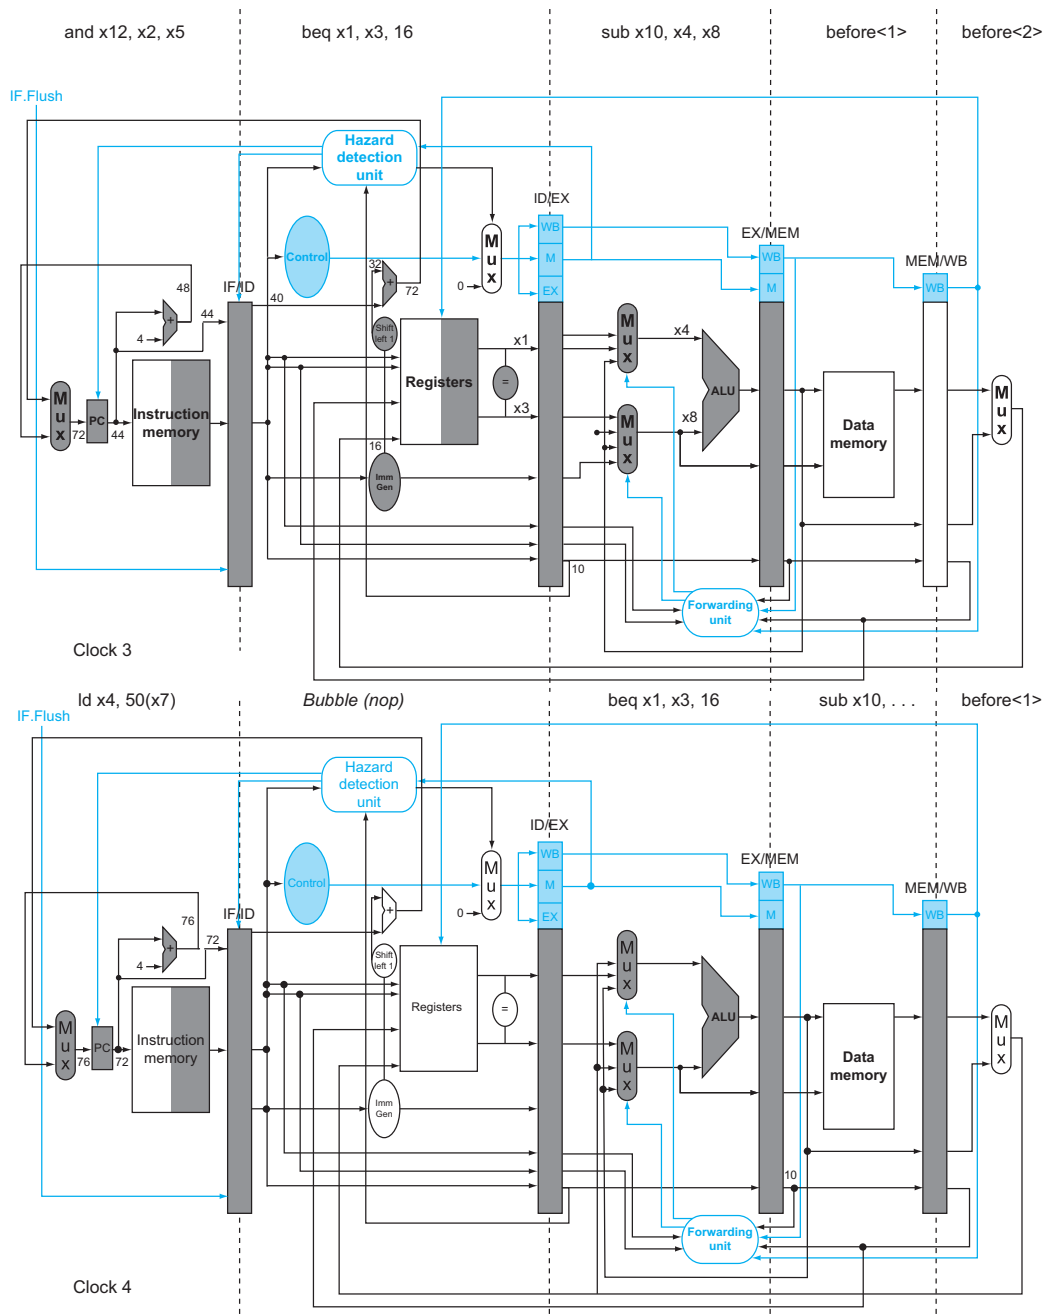 and x12, x2, x5
beq x1, x3, 16
sub x10, x4, x8
before<1>
before<2>
IF.Flush
Hazard
detection
unit
ID/EX
WB
EX/MEM
Control
M
u
x
M
WB
MEM/WB
32
+
72
0
EX
M
WB
48
IF/ID
40
44
+
4
Shift
left 1
x1
M
u
x
x4
Registers
=
ALU
M
u
x
PC
Instruction
memory
72
44
x3
M
u
x
x8
Data
memory
M
u
x
16
Imm
Gen
10
Forwarding
unit
Clock 3
ld x4, 50(x7)
Bubble (nop)
beq x1, x3, 16
sub x10, . . .
before<1>
IF.Flush
Hazard
detection
unit
ID/EX
WB
EX/MEM
Control
M
u
x
M
WB
MEM/WB
+
0
EX
M
WB
76
IF/ID
72
+
4
Shift
left 1
M
u
x
Registers
=
ALU
M
u
x
PC
Instruction
memory
76
72
M
u
x
Data
memory
M
u
x
Imm
Gen
10
Forwarding
unit
Clock 4